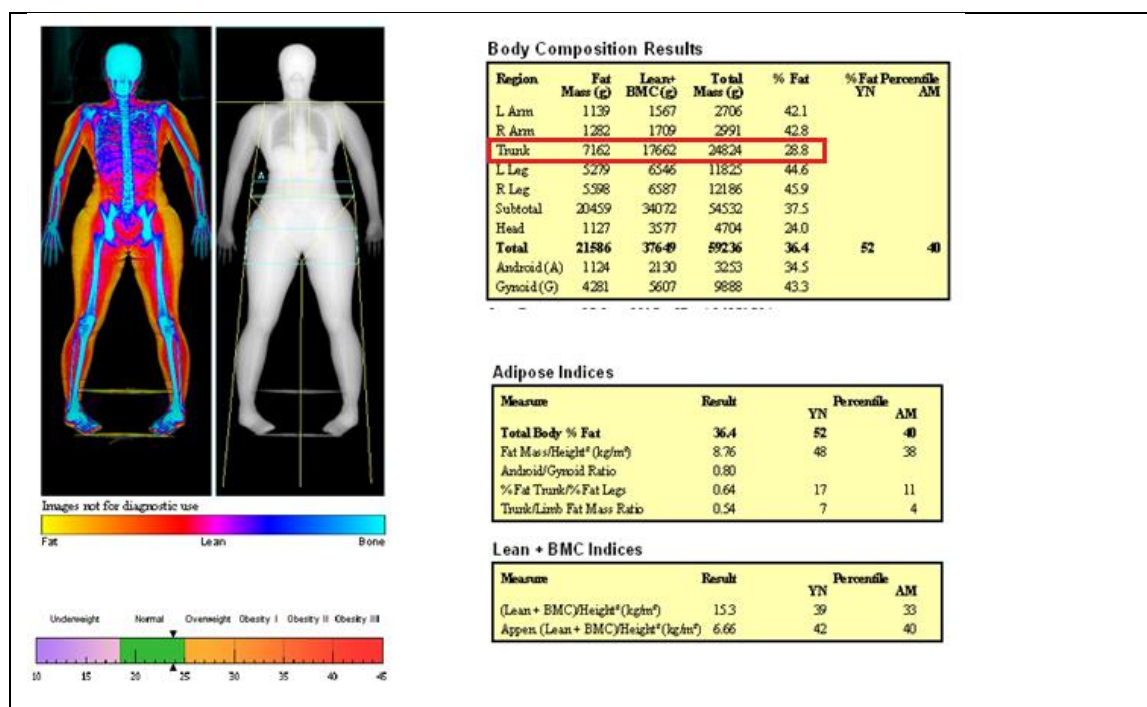 A
Images not for diagnostic use
Fat Lean Bone
Underweight Normal Overweight Obesity I Obesity II Obesity III
10 15 20 25 30 35 40 45
Body Composition Results
Region Fat Mass (g) Lean+ BMC (g) Total Mass (g) % Fat % Fat Percentile YN AM
L Arm 1139 1567 2706 42.1
R Arm 1282 1709 2991 42.8
Trunk 7162 17662 24824 28.8
L Leg 5279 6546 11825 44.6
R Leg 5598 6587 12186 45.9
Subtotal 20459 34072 54532 37.5
Head 1127 3577 4704 24.0
Total 21586 37649 59236 36.4 52 40
Android (A) 1124 2130 3253 34.5
Gynoid (G) 4281 5607 9888 43.3
Adipose Indices
Measure Result Percentile
YN AM
Total Body % Fat 36.4 52 40
Fat Mass/Height² (kg/m²) 8.76 48 38
Android/Gynoid Ratio 0.80
% Fat Trunk/% Fat Legs 0.64 17 11
Trunk/Limb Fat Mass Ratio 0.54 7 4
Lean + BMC Indices
Measure Result Percentile
YN AM
(Lean + BMC)/Height² (kg/m²) 15.3 39 33
Appen. (Lean + BMC)/Height² (kg/m²) 6.66 42 40